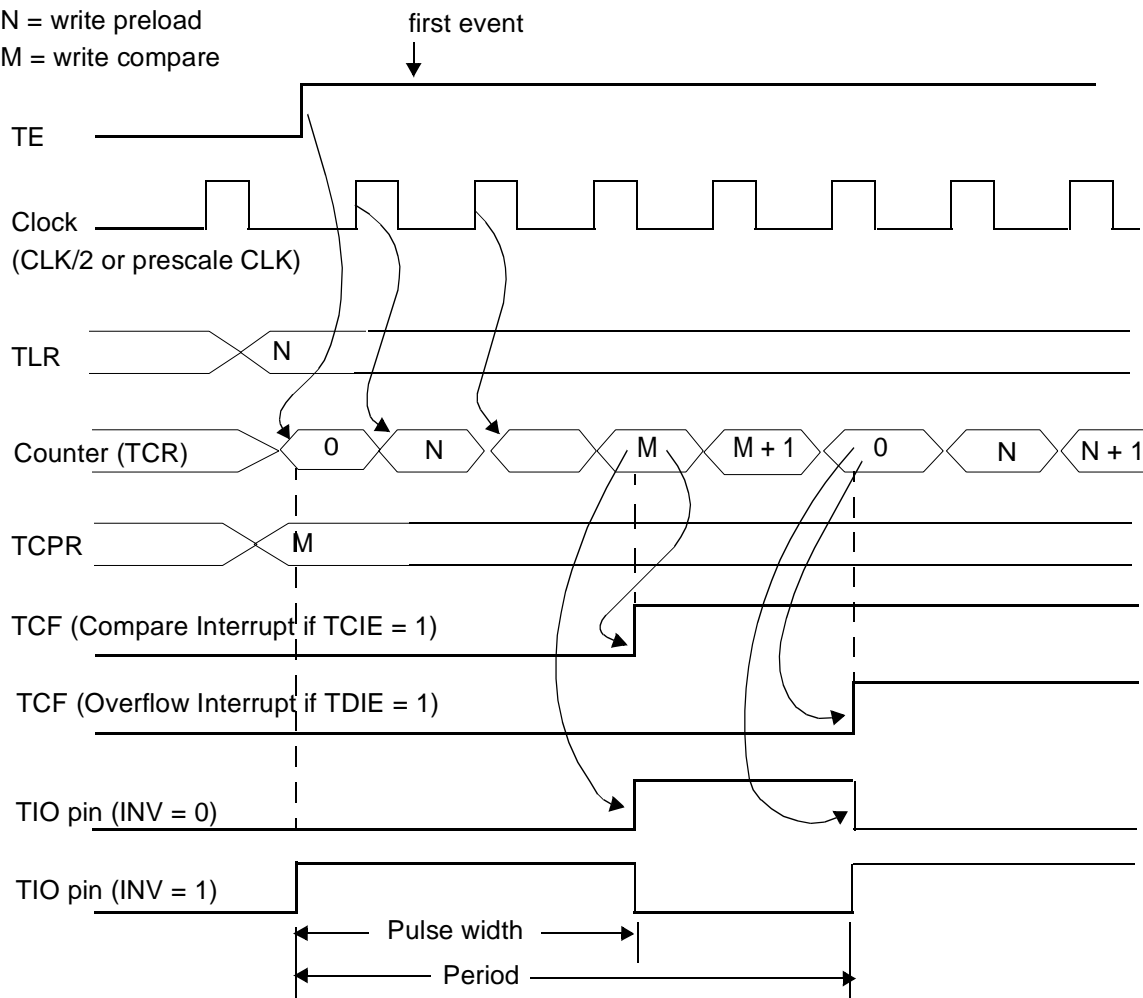 N = write preload
first event
M = write compare
TE
Clock
(CLK/2 or prescale CLK)
TLR
N
Counter (TCR)
0
N
M
M + 1
0
N
N + 1
TCPR
M
TCF (Compare Interrupt if TCIE = 1)
TCF (Overflow Interrupt if TDIE = 1)
TIO pin (INV = 0)
TIO pin (INV = 1)
Pulse width
Period